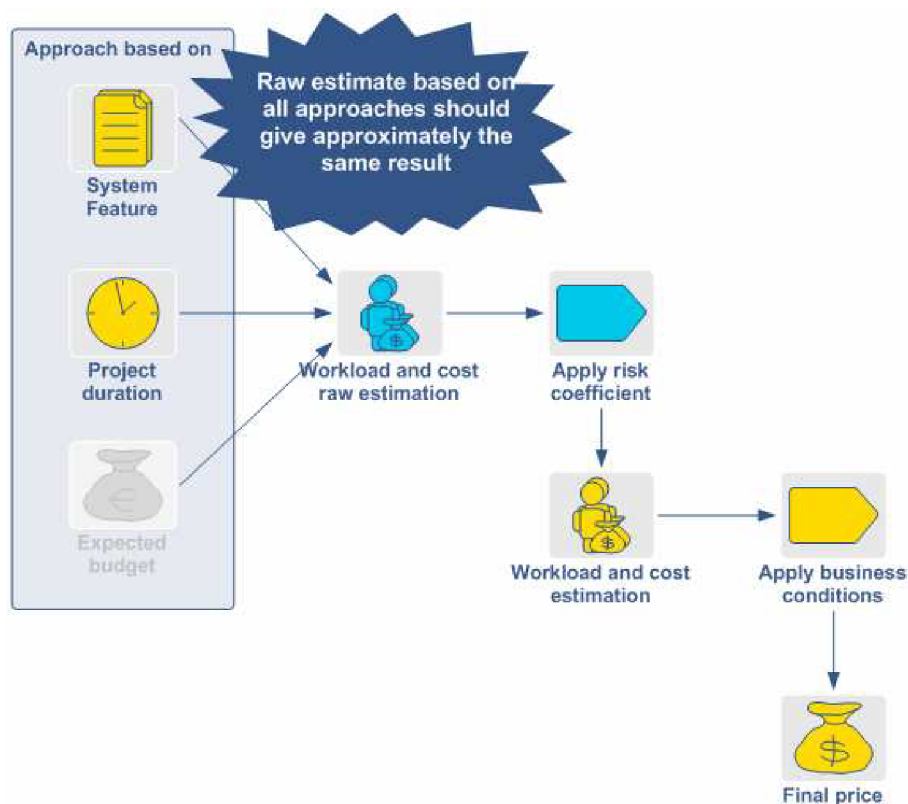 Approach based on
Raw estimate based on
all approaches should
give approximately the
same result
System
Feature
Project
duration
Workload and cost
raw estimation
Apply risk
coefficient
Expected
budget
Workload and cost
estimation
Apply business
conditions
Final price